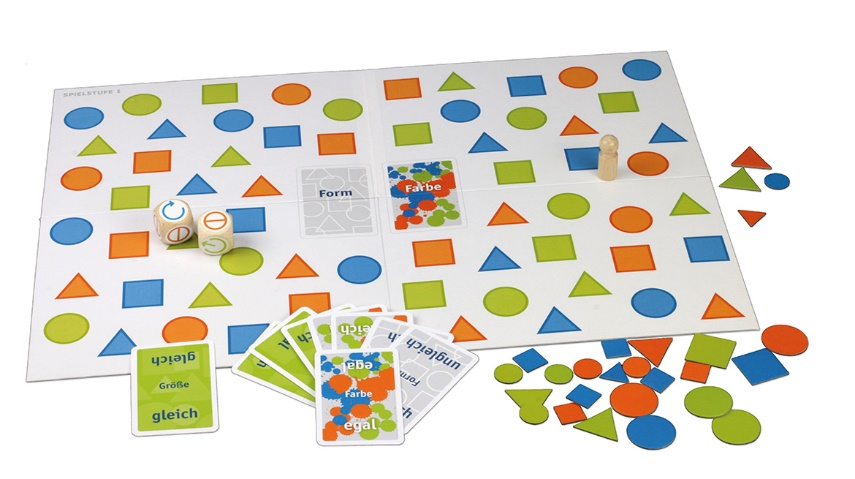 SPIELSTUFE 1
Form
Farbe
gleich
Größe
gleich
gleich
ungleich
Form
egal
Farbe
egal